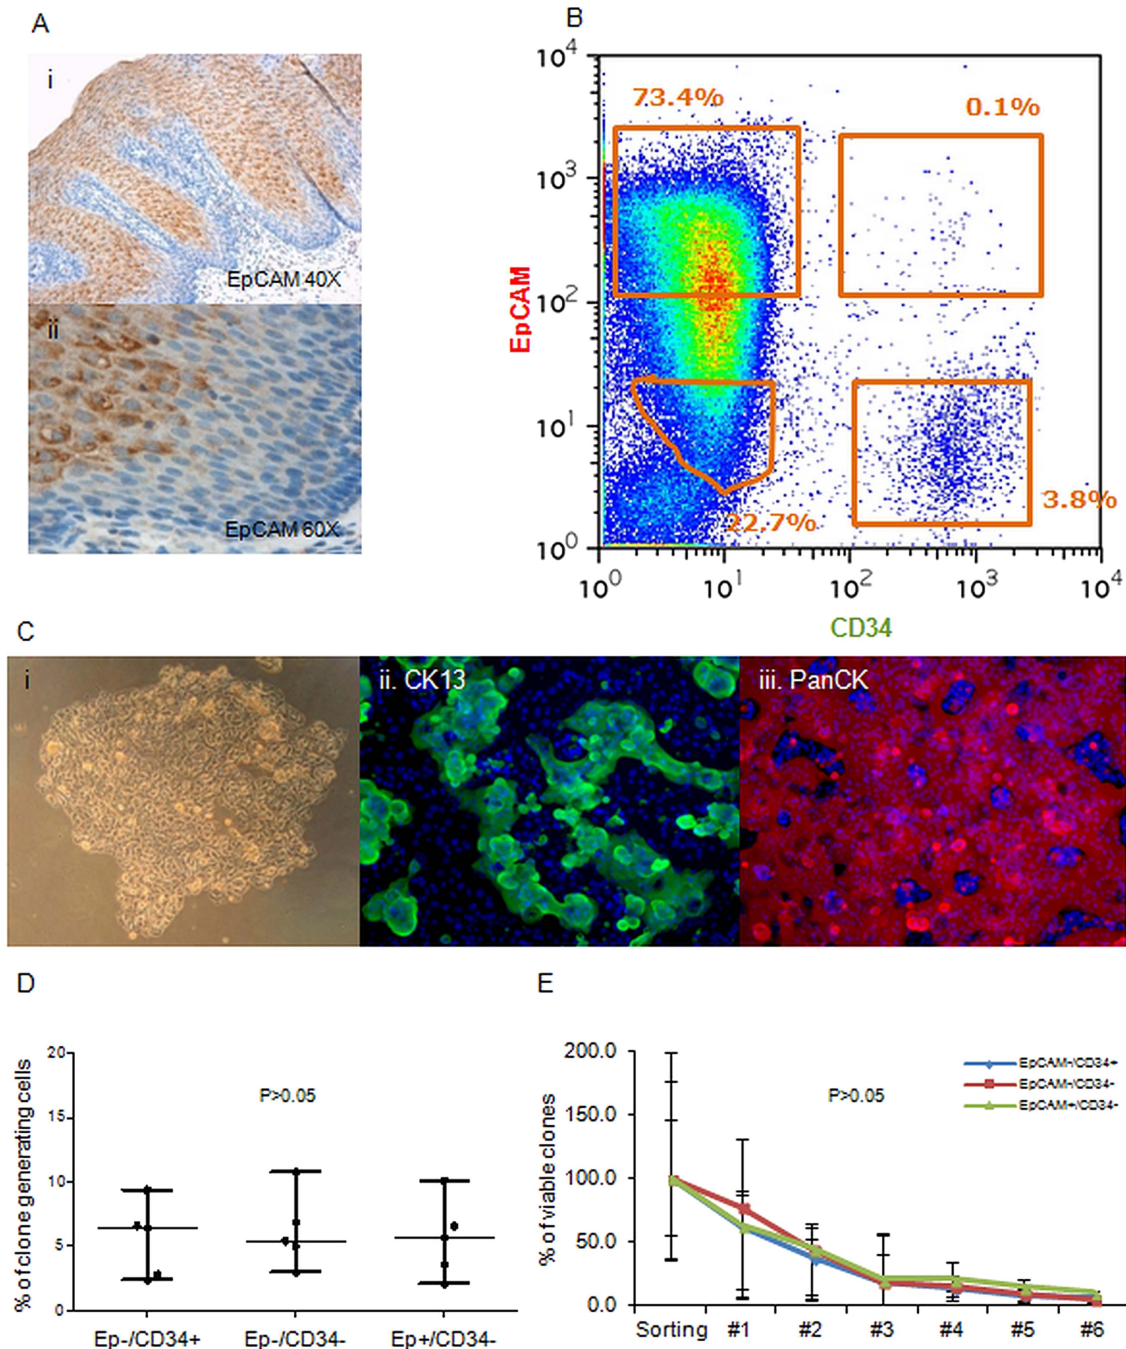 A
i
EpCAM 40X
ii
EpCAM 60X
B
10^4
10^3
10^2
10^1
10^0
EpCAM
73.4%
0.1%
22.7%
3.8%
10^0 10^1 10^2 10^3 10^4
CD34
C
i
ii. CK13
iii. PanCK
D
% of clone generating cells
20
15
10
5
0
P>0.05
Ep-/CD34+ Ep-/CD34- Ep+/CD34-
E
% of viable clones
200.0
150.0
100.0
50.0
0.0
P>0.05
EpCAM-/CD34+
EpCAM-/CD34-
EpCAM+/CD34-
Sorting #1 #2 #3 #4 #5 #6